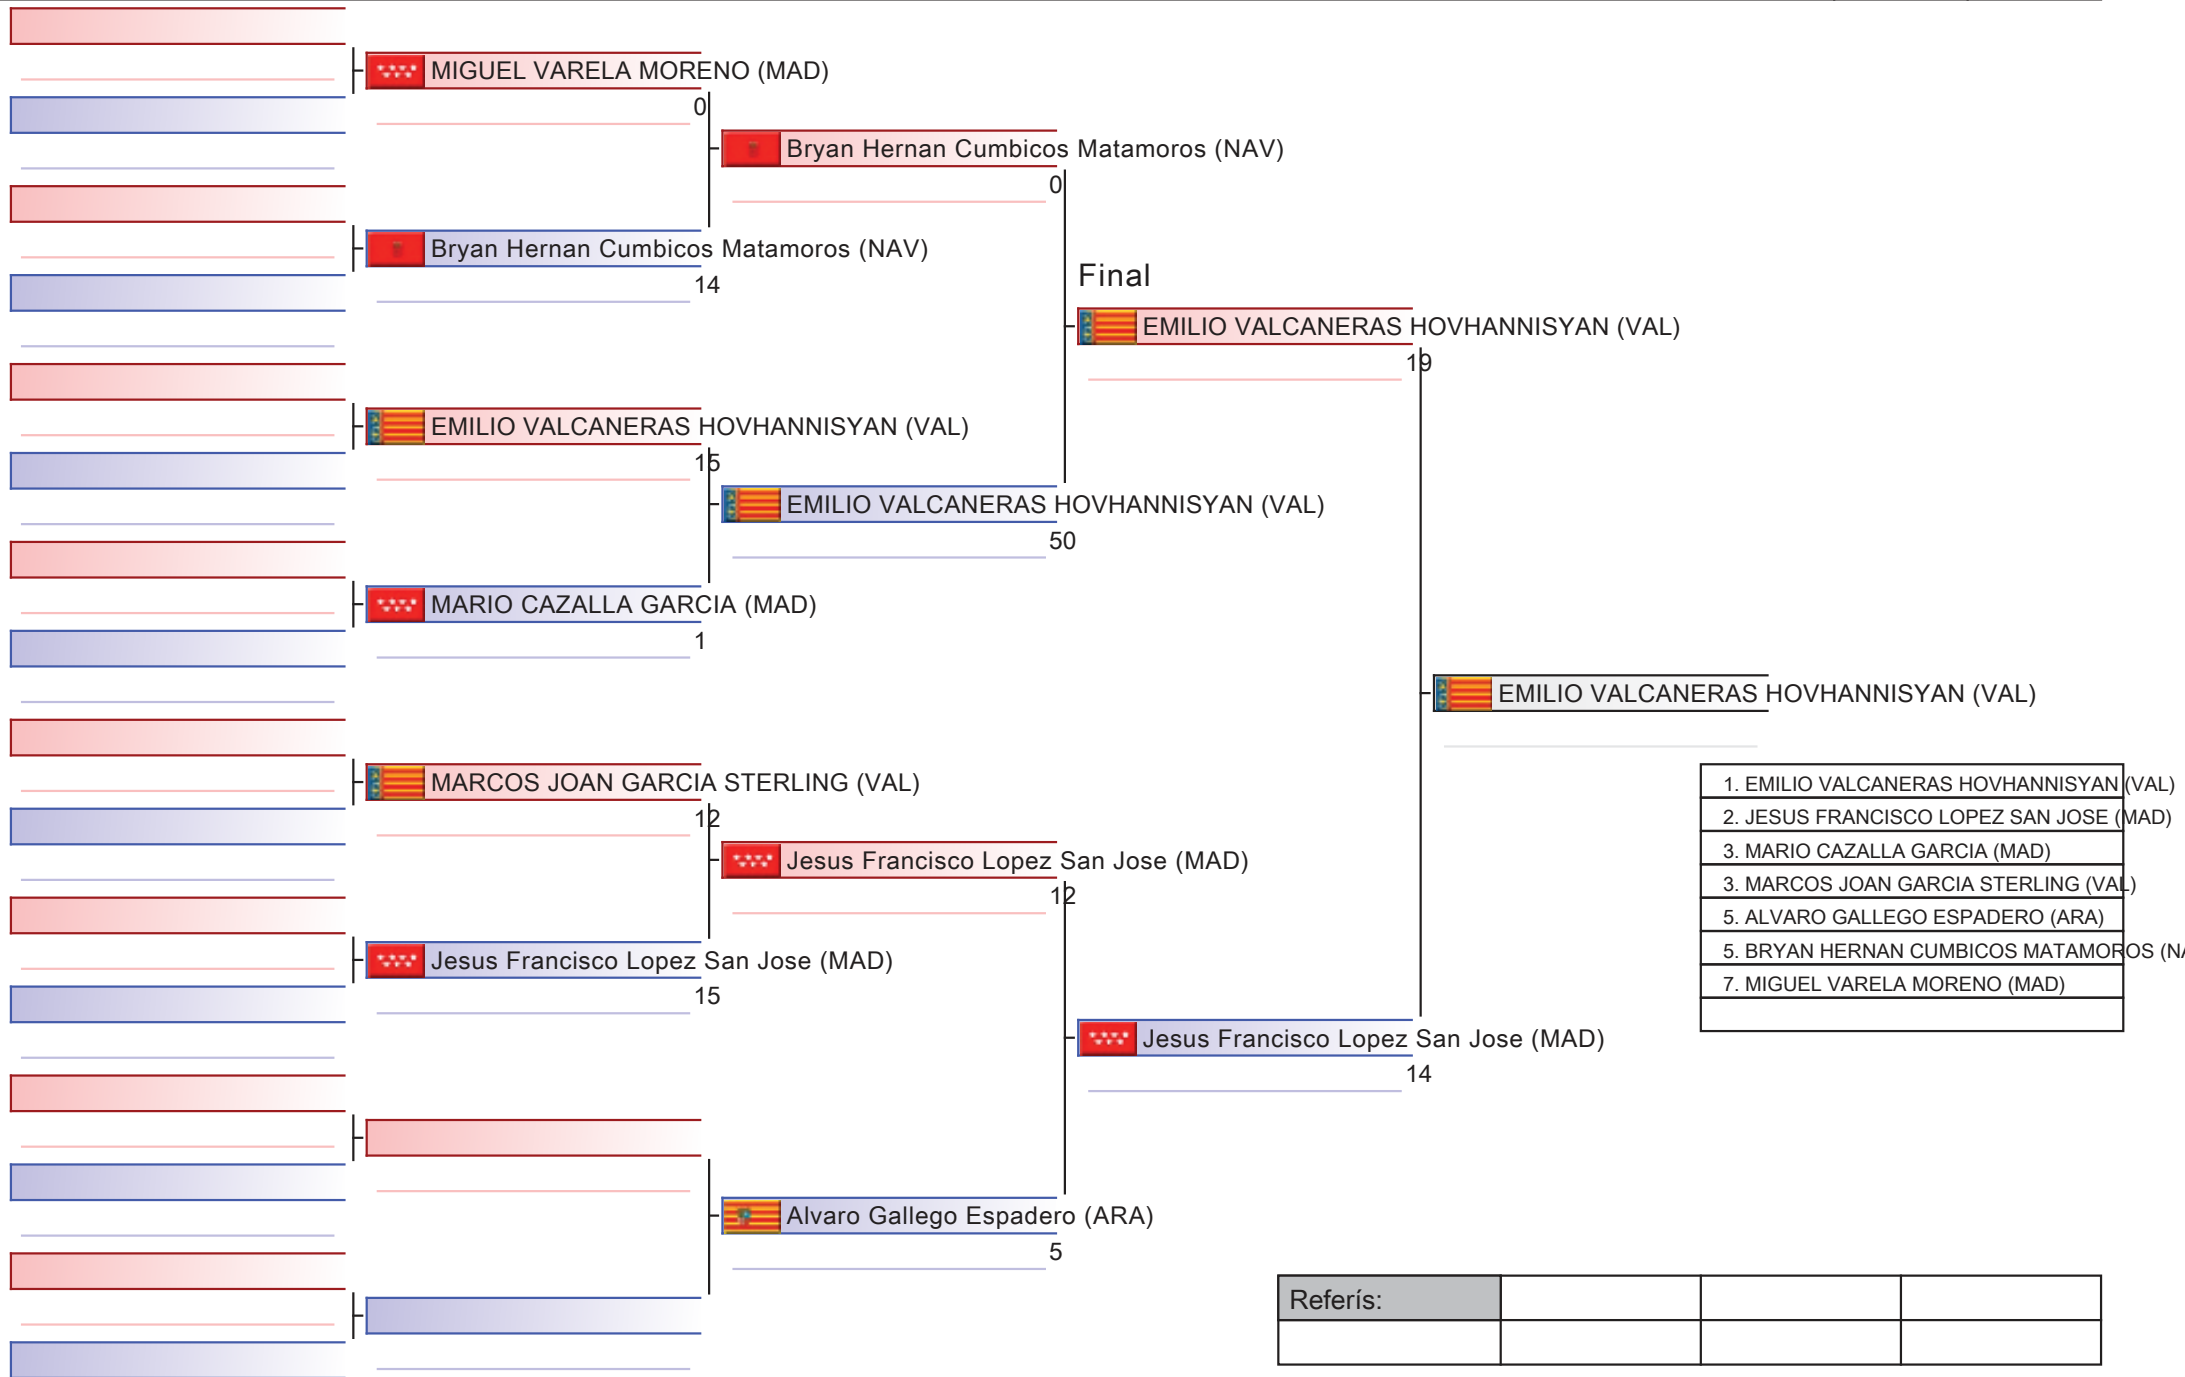 MIGUEL VARELA MORENO (MAD)
0
Bryan Hernan Cumbicos Matamoros (NAV)
0
Bryan Hernan Cumbicos Matamoros (NAV)
14
Final
EMILIO VALCANERAS HOVHANNISYAN (VAL)
19
EMILIO VALCANERAS HOVHANNISYAN (VAL)
15
EMILIO VALCANERAS HOVHANNISYAN (VAL)
50
MARIO CAZALLA GARCIA (MAD)
1
EMILIO VALCANERAS HOVHANNISYAN (VAL)
MARCOS JOAN GARCIA STERLING (VAL)
12
Jesus Francisco Lopez San Jose (MAD)
12
Jesus Francisco Lopez San Jose (MAD)
15
Jesus Francisco Lopez San Jose (MAD)
14
Alvaro Gallego Espadero (ARA)
5
1. EMILIO VALCANERAS HOVHANNISYAN (VAL)
2. JESUS FRANCISCO LOPEZ SAN JOSE (MAD)
3. MARIO CAZALLA GARCIA (MAD)
3. MARCOS JOAN GARCIA STERLING (VAL)
5. ALVARO GALLEGO ESPADERO (ARA)
5. BRYAN HERNAN CUMBICOS MATAMOROS (NA
7. MIGUEL VARELA MORENO (MAD)
Referís: